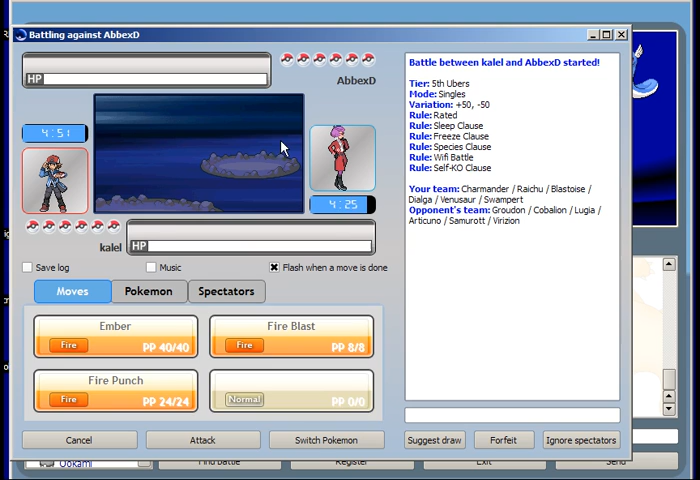 Battling against AbbexD
HP
AbbexD
4:51
4:25
kalel
HP
Save log
Music
Flash when a move is done
Moves
Pokemon
Spectators
Ember
Fire
PP 40/40
Fire Blast
Fire
PP 8/8
Fire Punch
Fire
PP 24/24
Normal
PP 0/0
Cancel
Attack
Switch Pokemon
Battle between kalel and AbbexD started!
Tier: 5th Ubers
Mode: Singles
Variation: +50, -50
Rule: Rated
Rule: Sleep Clause
Rule: Freeze Clause
Rule: Species Clause
Rule: Wifi Battle
Rule: Self-KO Clause
Your team: Charmander / Raichu / Blastoise /
Dialga / Venusaur / Swampert
Opponent's team: Groudon / Cobalion / Lugia /
Articuno / Samurott / Virizion
Suggest draw
Forfeit
Ignore spectators
Ookami
Find battle
Register
Exit
Send